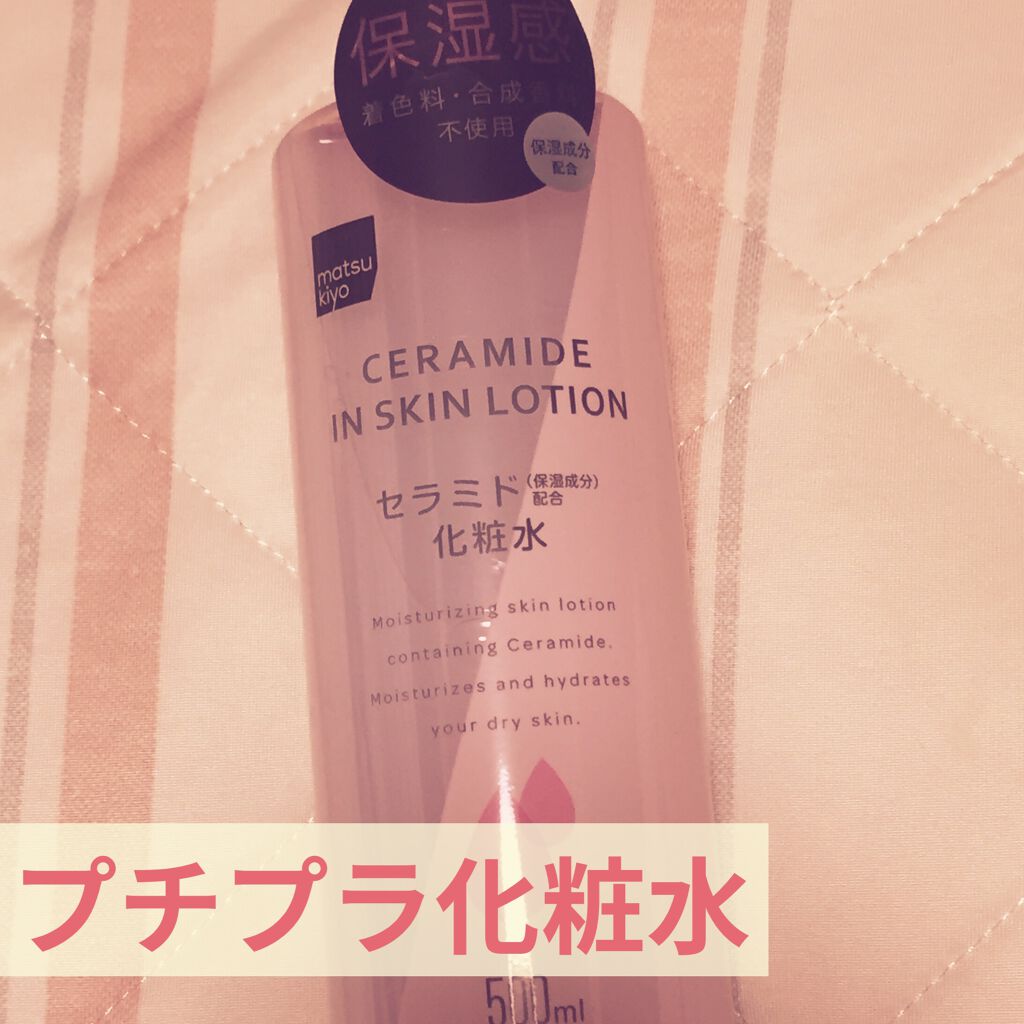 保湿感
着色料・合成香料
不使用
保湿成分
配合
matsu
kiyo
CERAMIDE
IN SKIN LOTION
セラミド(保湿成分)
配合
化粧水
Moisturizing skin lotion
containing Ceramide.
Moisturizes and hydrates
your dry skin.
プチプラ化粧水
500ml